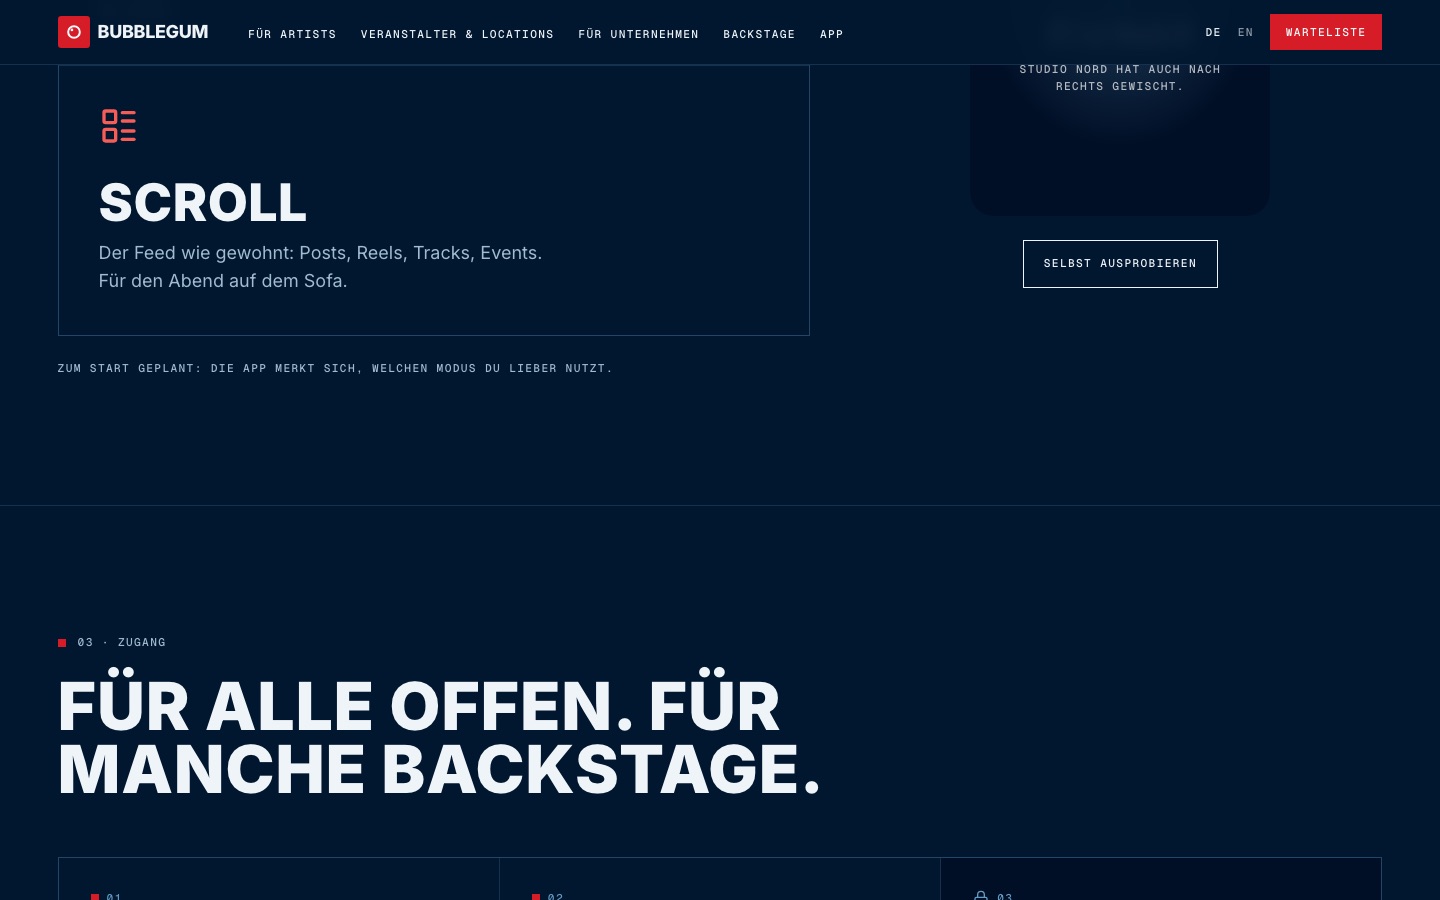 BUBBLEGUM
FÜR ARTISTS
VERANSTALTER & LOCATIONS
FÜR UNTERNEHMEN
BACKSTAGE
APP
DE
EN
WARTELISTE
STUDIO NORD HAT AUCH NACH
RECHTS GEWISCHT.
SCROLL
Der Feed wie gewohnt: Posts, Reels, Tracks, Events.
Für den Abend auf dem Sofa.
SELBST AUSPROBIEREN
ZUM START GEPLANT: DIE APP MERKT SICH, WELCHEN MODUS DU LIEBER NUTZT.
03 · ZUGANG
FÜR ALLE OFFEN. FÜR
MANCHE BACKSTAGE.
01
02
03